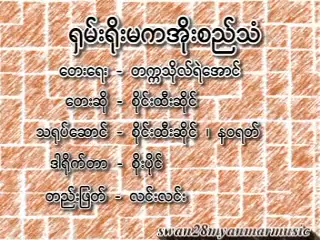 ရှမ်းရိုးမကအိုးစည်သံ
တေးရေး - တက္ကသိုလ်ရဲအောင်
တေးဆို - စိုင်းထီးဆိုင်
သရုပ်ဆောင် - စိုင်းထီးဆိုင် ၊ နဝရတ်
ဒါရိုက်တာ - စိုးပိုင်
တည်းဖြတ် - လင်းလင်း
swan28myanmarmusic